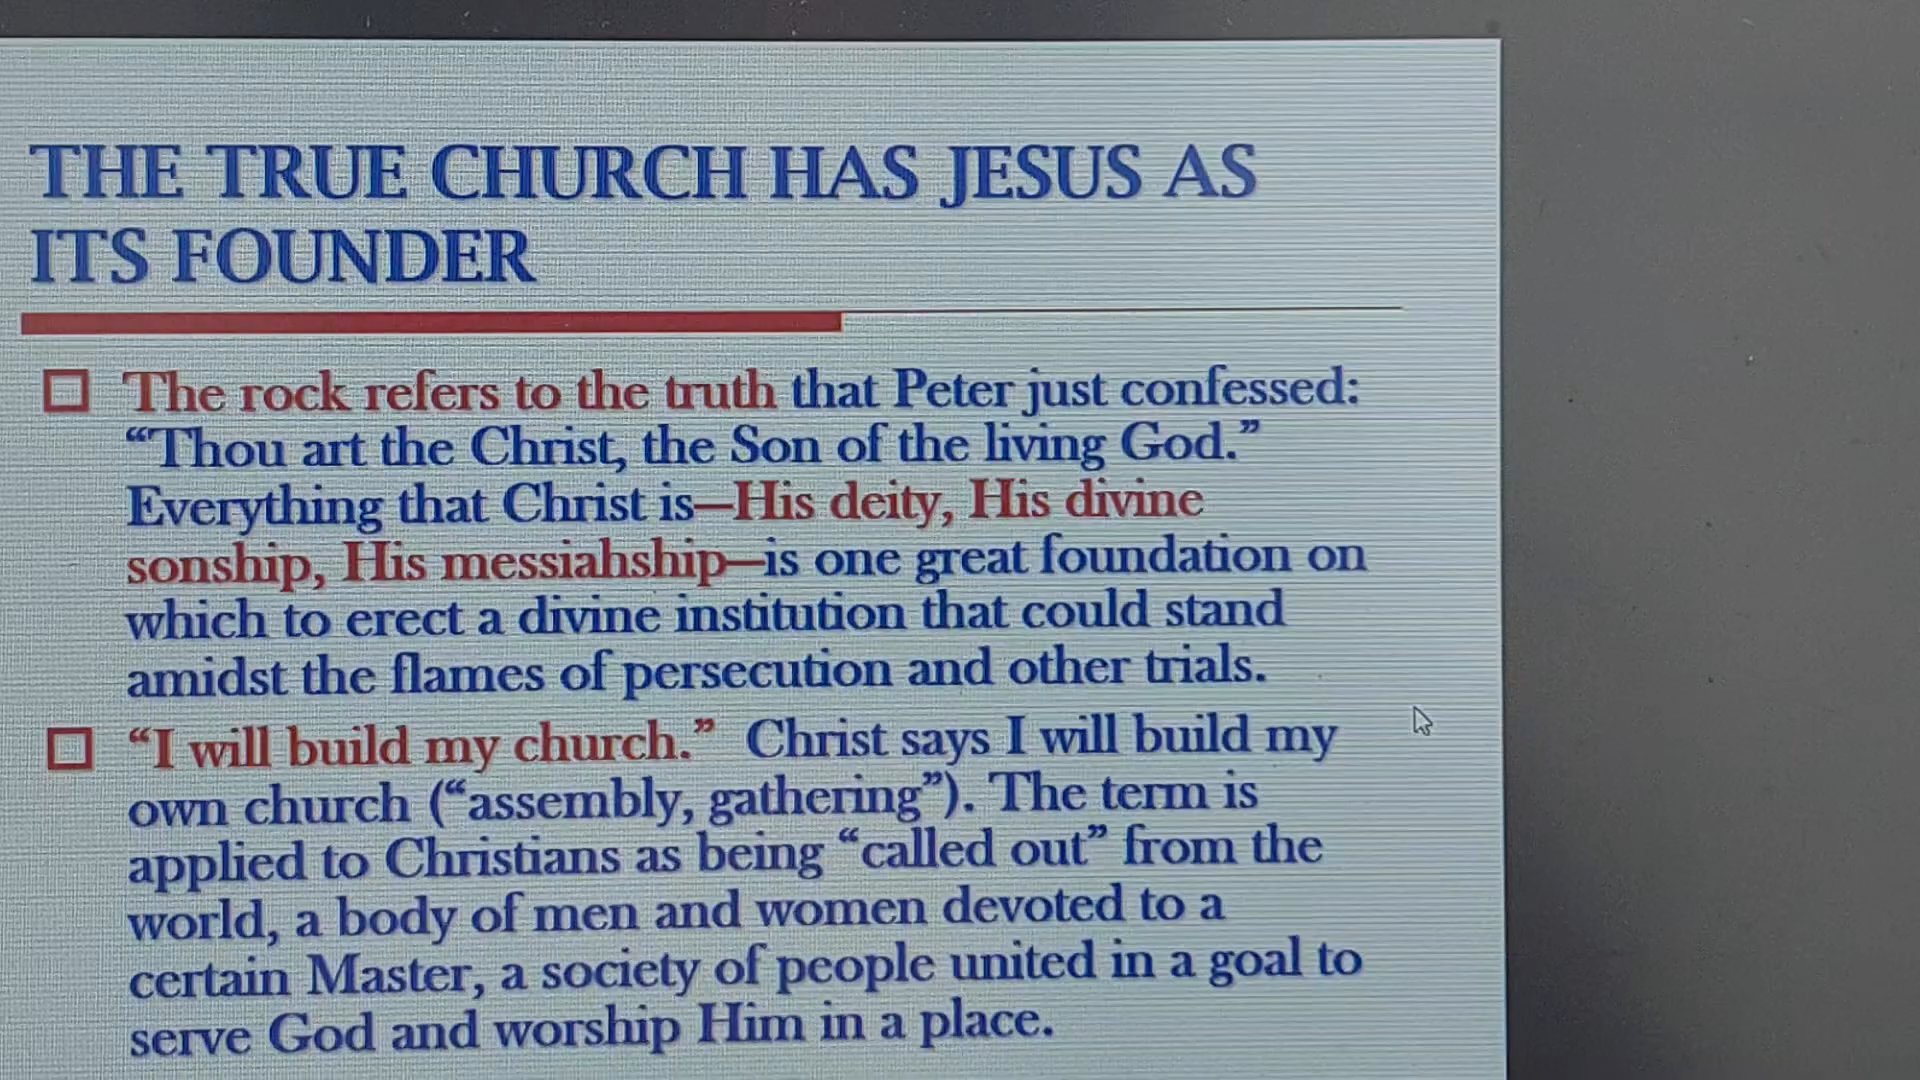 THE TRUE CHURCH HAS JESUS AS
ITS FOUNDER
The rock refers to the truth that Peter just confessed:
“Thou art the Christ, the Son of the living God.”
Everything that Christ is—His deity, His divine
sonship, His messiahship—is one great foundation on
which to erect a divine institution that could stand
amidst the flames of persecution and other trials.
“I will build my church.” Christ says I will build my
own church (“assembly, gathering”). The term is
applied to Christians as being “called out” from the
world, a body of men and women devoted to a
certain Master, a society of people united in a goal to
serve God and worship Him in a place.